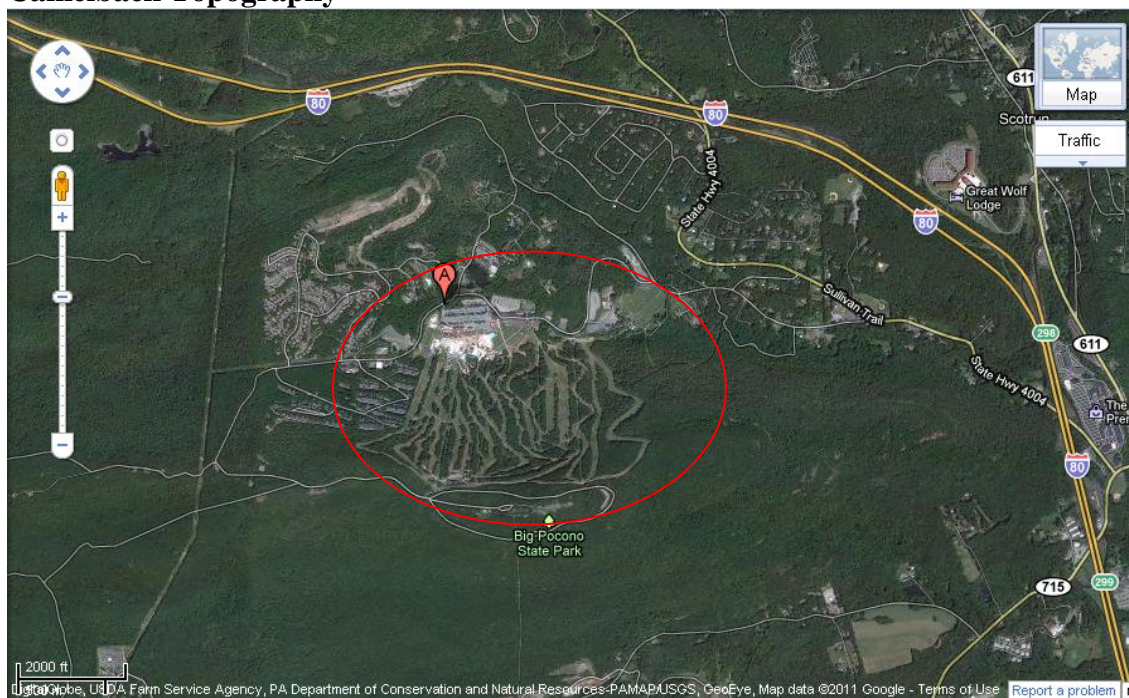 Camelback Topography
80
80
611
Map
Scotrun
Traffic
State Hwy 4004
Great Wolf
Lodge
80
A
Sullivan Trail
298
611
State Hwy 4004
The
80
Big Pocono
State Park
715
299
2000 ft
DigitalGlobe, USDA Farm Service Agency, PA Department of Conservation and Natural Resources-PAMAP/USGS, GeoEye, Map data ©2011 Google - Terms of Use
Report a problem